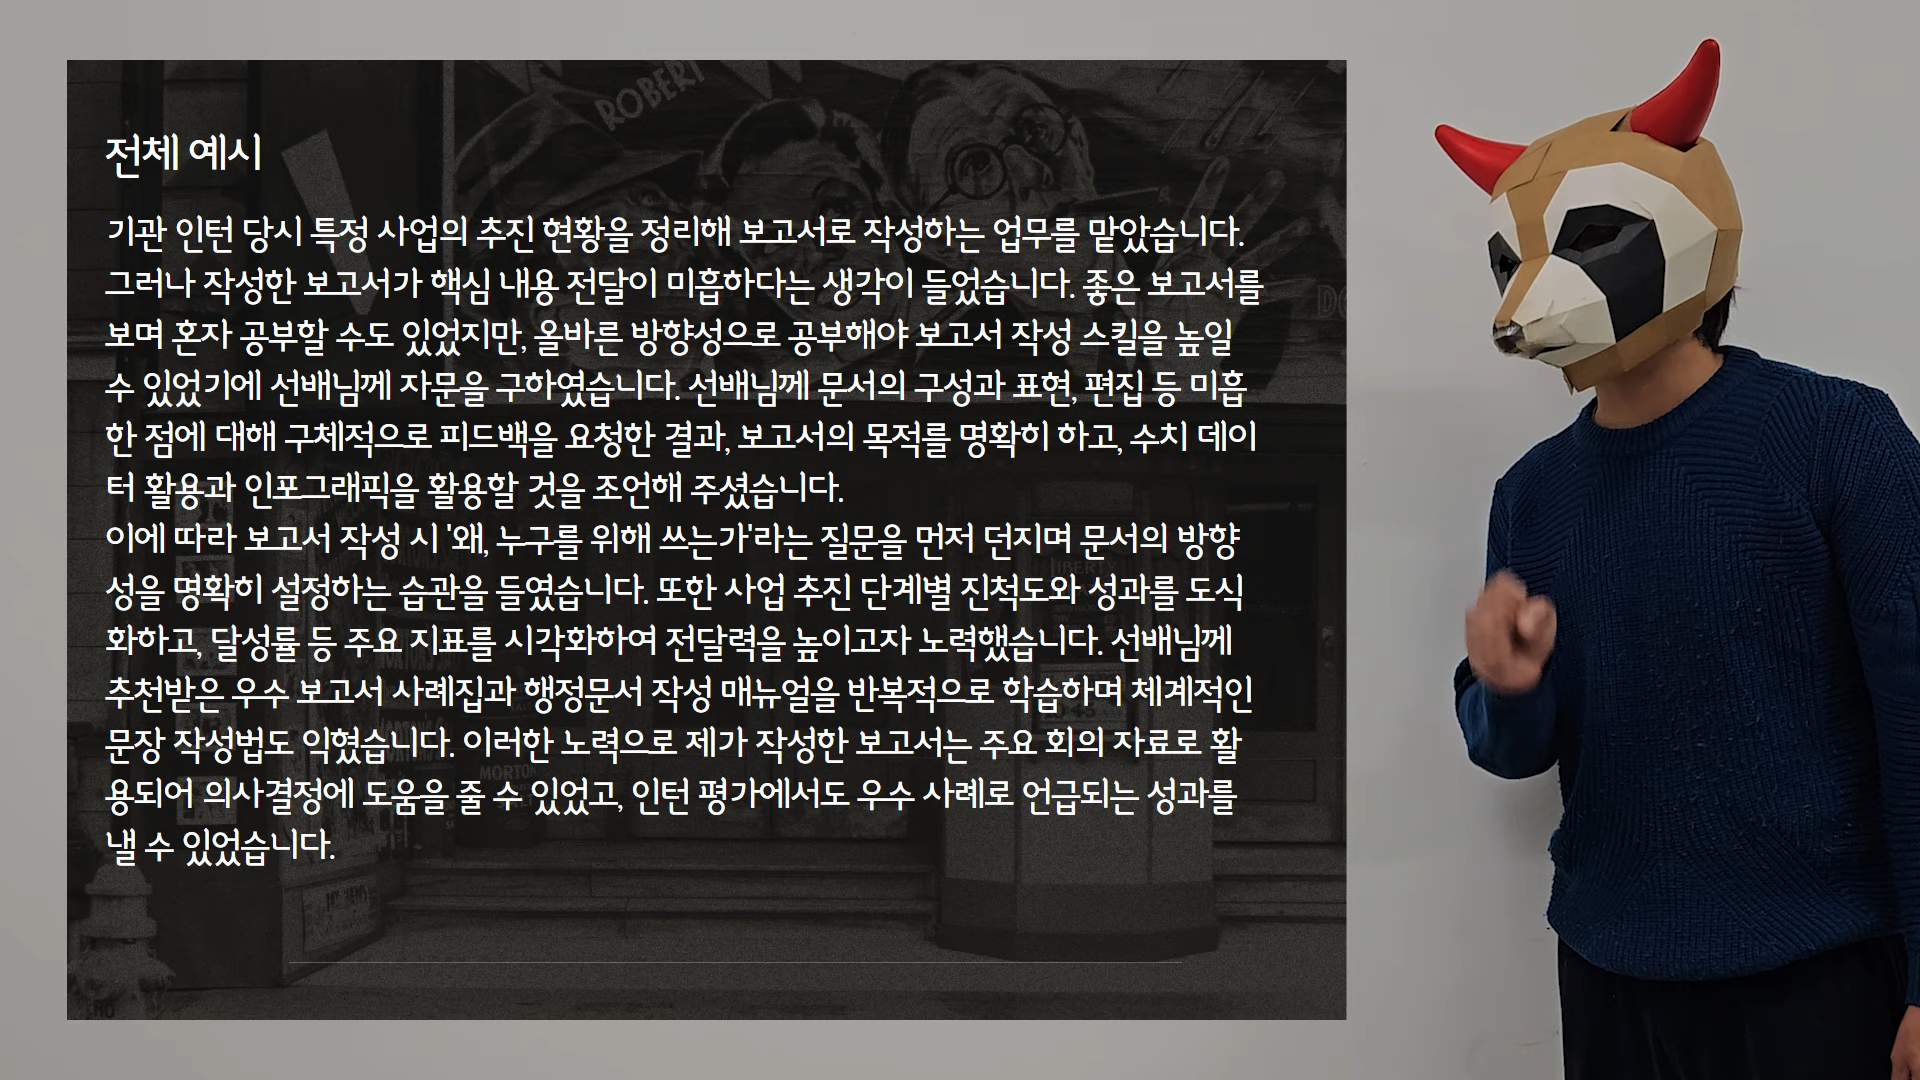 ROBERT
전체 예시
기관 인턴 당시 특정 사업의 추진 현황을 정리해 보고서로 작성하는 업무를 맡았습니다.
그러나 작성한 보고서가 핵심 내용 전달이 미흡하다는 생각이 들었습니다. 좋은 보고서를
보며 혼자 공부할 수도 있었지만, 올바른 방향성으로 공부해야 보고서 작성 스킬을 높일
수 있었기에 선배님께 자문을 구하였습니다. 선배님께 문서의 구성과 표현, 편집 등 미흡
한 점에 대해 구체적으로 피드백을 요청한 결과, 보고서의 목적를 명확히 하고, 수치 데이
터 활용과 인포그래픽을 활용할 것을 조언해 주셨습니다.
이에 따라 보고서 작성 시 '왜, 누구를 위해 쓰는가'라는 질문을 먼저 던지며 문서의 방향
성을 명확히 설정하는 습관을 들였습니다. 또한 사업 추진 단계별 진척도와 성과를 도식
화하고, 달성률 등 주요 지표를 시각화하여 전달력을 높이고자 노력했습니다. 선배님께
추천받은 우수 보고서 사례집과 행정문서 작성 매뉴얼을 반복적으로 학습하며 체계적인
문장 작성법도 익혔습니다. 이러한 노력으로 제가 작성한 보고서는 주요 회의 자료로 활
용되어 의사결정에 도움을 줄 수 있었고, 인턴 평가에서도 우수 사례로 언급되는 성과를
낼 수 있었습니다.
LIBERTY
MORTON